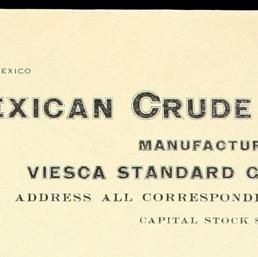 EXICO
EXICAN CRUDE
MANUFACTUR
VIESCA STANDARD C
ADDRESS ALL CORRESPONDE
CAPITAL STOCK $